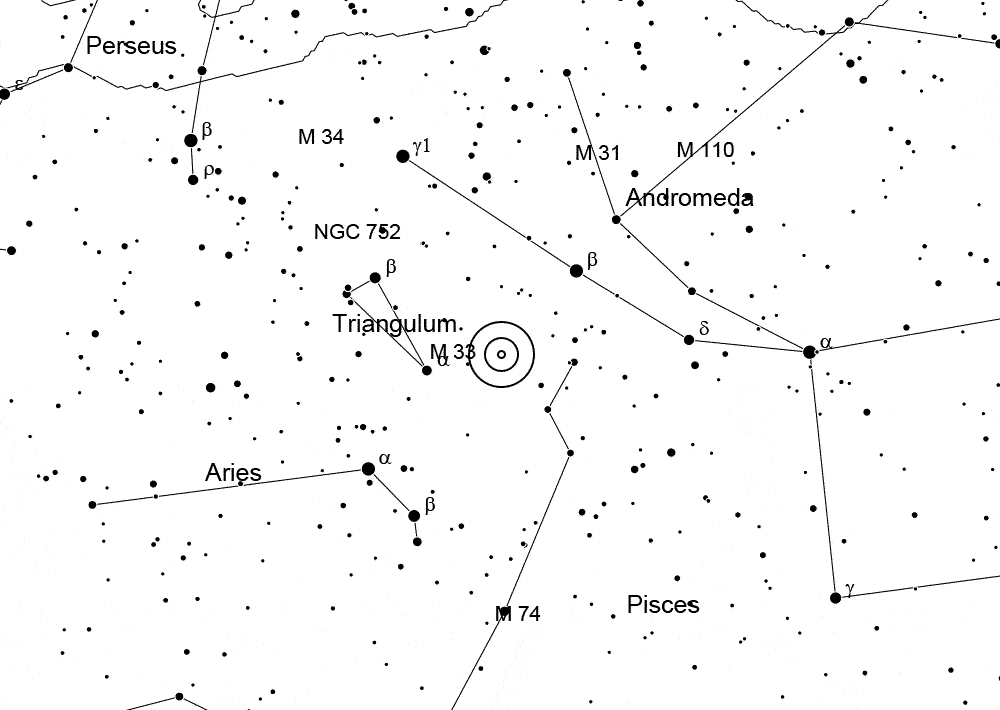 Perseus
ε
β
M 34
γ1
M 31
M 110
ρ
Andromeda
NGC 752
β
β
Triangulum
δ
α
M 33
α
Aries
α
β
γ
M 74
Pisces